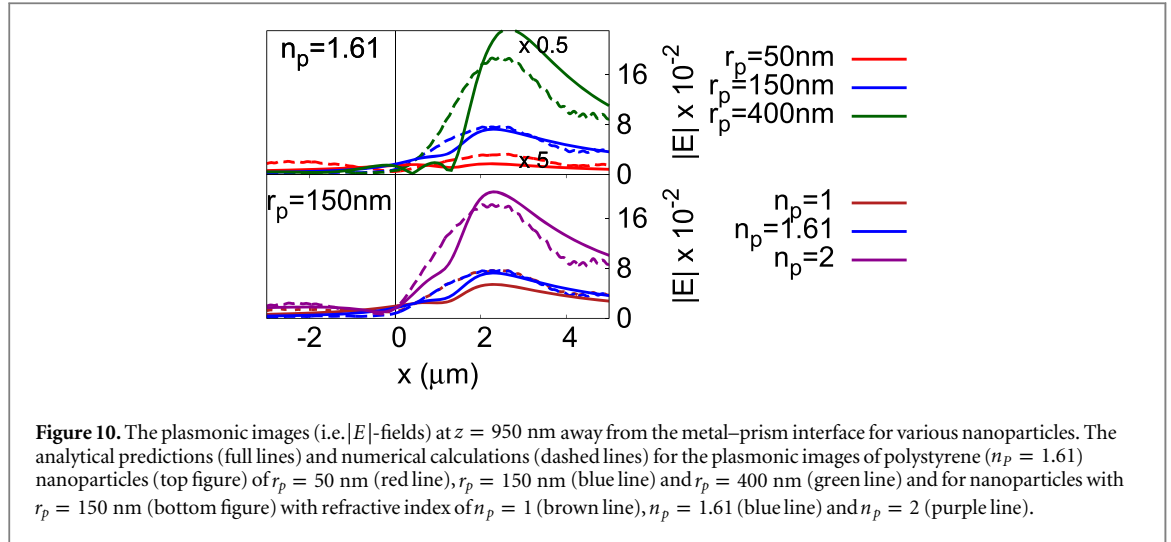 n_p=1.61
x 0.5
x 5
16
8
0
|E| x 10^-2
r_p=50nm
r_p=150nm
r_p=400nm
r_p=150nm
16
8
0
|E| x 10^-2
n_p=1
n_p=1.61
n_p=2
-2 0 2 4
x (μm)
Figure 10. The plasmonic images (i.e.|E|-fields) at z = 950 nm away from the metal–prism interface for various nanoparticles. The
analytical predictions (full lines) and numerical calculations (dashed lines) for the plasmonic images of polystyrene (n_P = 1.61)
nanoparticles (top figure) of r_p = 50 nm (red line), r_p = 150 nm (blue line) and r_p = 400 nm (green line) and for nanoparticles with
r_p = 150 nm (bottom figure) with refractive index of n_p = 1 (brown line), n_p = 1.61 (blue line) and n_p = 2 (purple line).